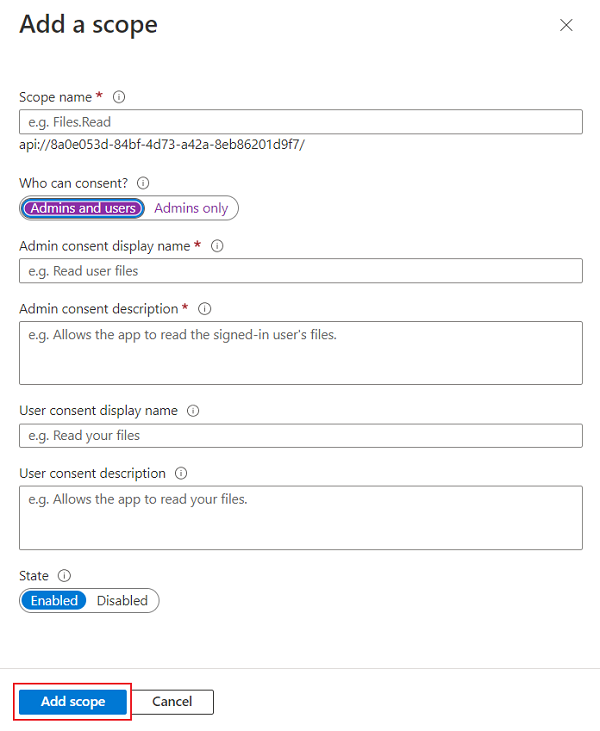 Add a scope
Scope name *
e.g. Files.Read
api://8a0e053d-84bf-4d73-a42a-8eb86201d9f7/
Who can consent?
Admins and users Admins only
Admin consent display name *
e.g. Read user files
Admin consent description *
e.g. Allows the app to read the signed-in user's files.
User consent display name
e.g. Read your files
User consent description
e.g. Allows the app to read your files.
State
Enabled Disabled
Add scope Cancel